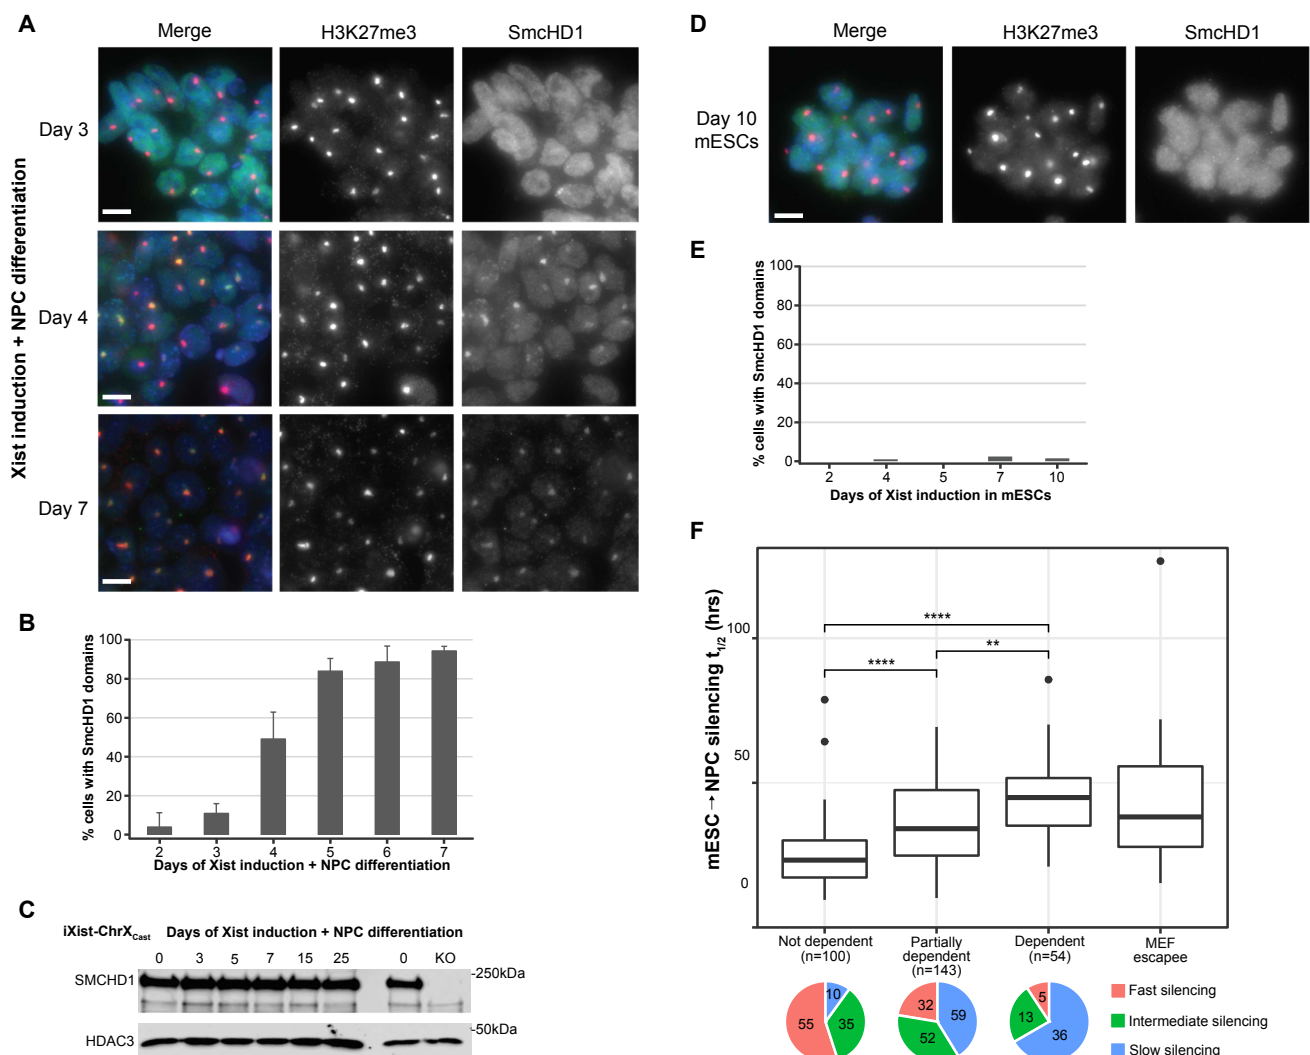 A
Merge H3K27me3 SmcHD1
Xist induction + NPC differentiation
Day 3
Day 4
Day 7
B
% cells with SmcHD1 domains
100
80
60
40
20
0
2 3 4 5 6 7
Days of Xist induction + NPC differentiation
C
iXist-ChrXCast Days of Xist induction + NPC differentiation
0 3 5 7 15 25 0 KO
SMCHD1 -250kDa
-50kDa
HDAC3
D
Merge H3K27me3 SmcHD1
Day 10
mESCs
E
% cells with SmcHD1 domains
100
80
60
40
20
0
2 4 5 7 10
Days of Xist induction in mESCs
F
mESC→NPC silencing t1/2 (hrs)
100
50
0
****
**
****
Not dependent
(n=100)
Partially
dependent
(n=143)
Dependent
(n=54)
MEF
escapee
10 35 55
32 59 52
5 13 36
Fast silencing
Intermediate silencing
Slow silencing